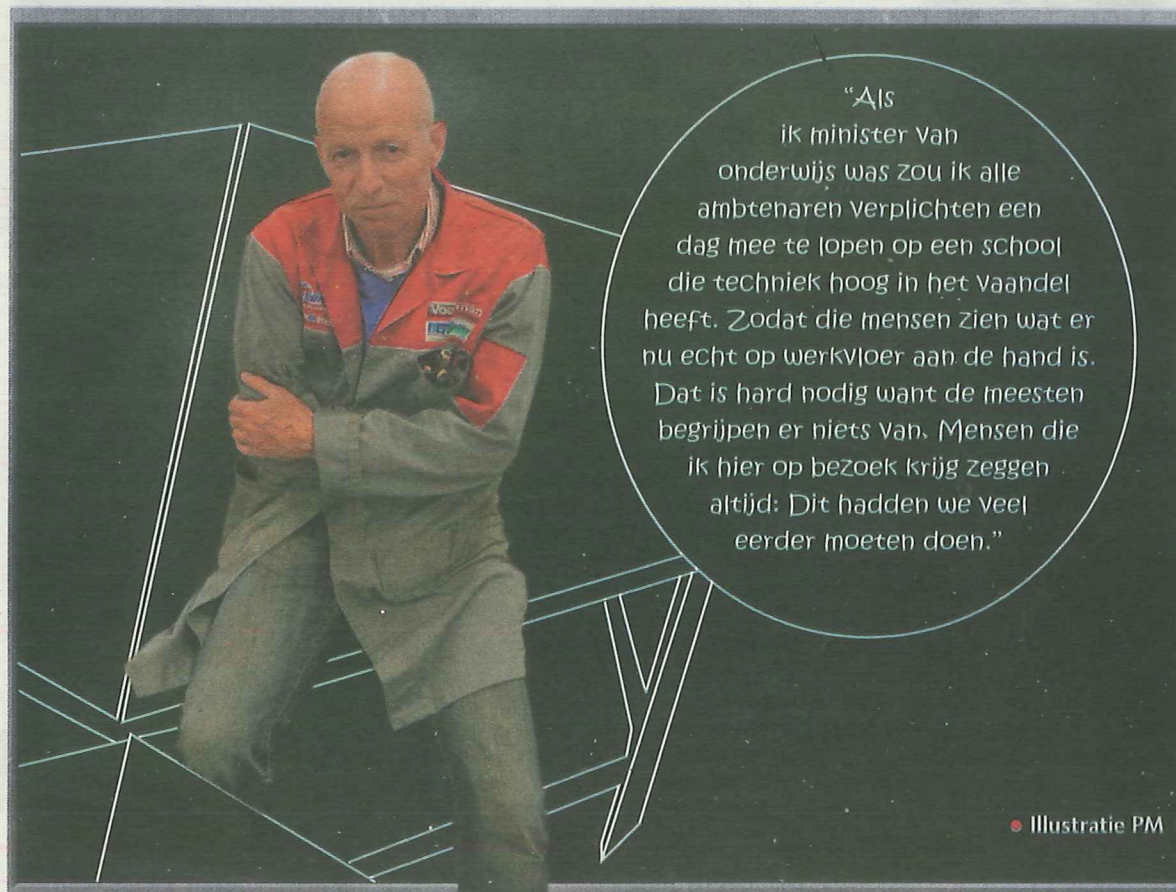 “Als
ik minister van
onderwijs was zou ik alle
ambtenaren verplichten een
dag mee te lopen op een school
die techniek hoog in het vaandel
heeft. Zodat die mensen zien wat er
nu echt op werkvloer aan de hand is.
Dat is hard nodig want de meesten
begrijpen er niets van. Mensen die
ik hier op bezoek krijg zeggen
altijd: Dit hadden we veel
eerder moeten doen.”
Illustratie PM